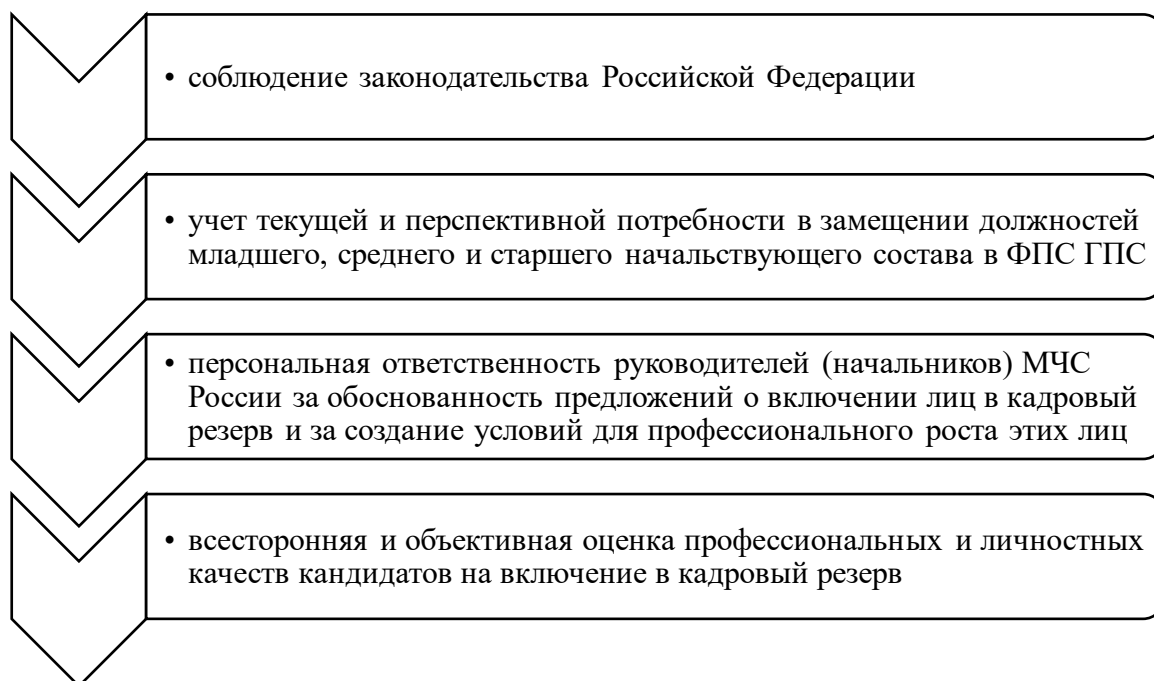 • соблюдение законодательства Российской Федерации
• учет текущей и перспективной потребности в замещении должностей
младшего, среднего и старшего начальствующего состава в ФПС ГПС
• персональная ответственность руководителей (начальников) МЧС
России за обоснованность предложений о включении лиц в кадровый
резерв и за создание условий для профессионального роста этих лиц
• всесторонняя и объективная оценка профессиональных и личностных
качеств кандидатов на включение в кадровый резерв